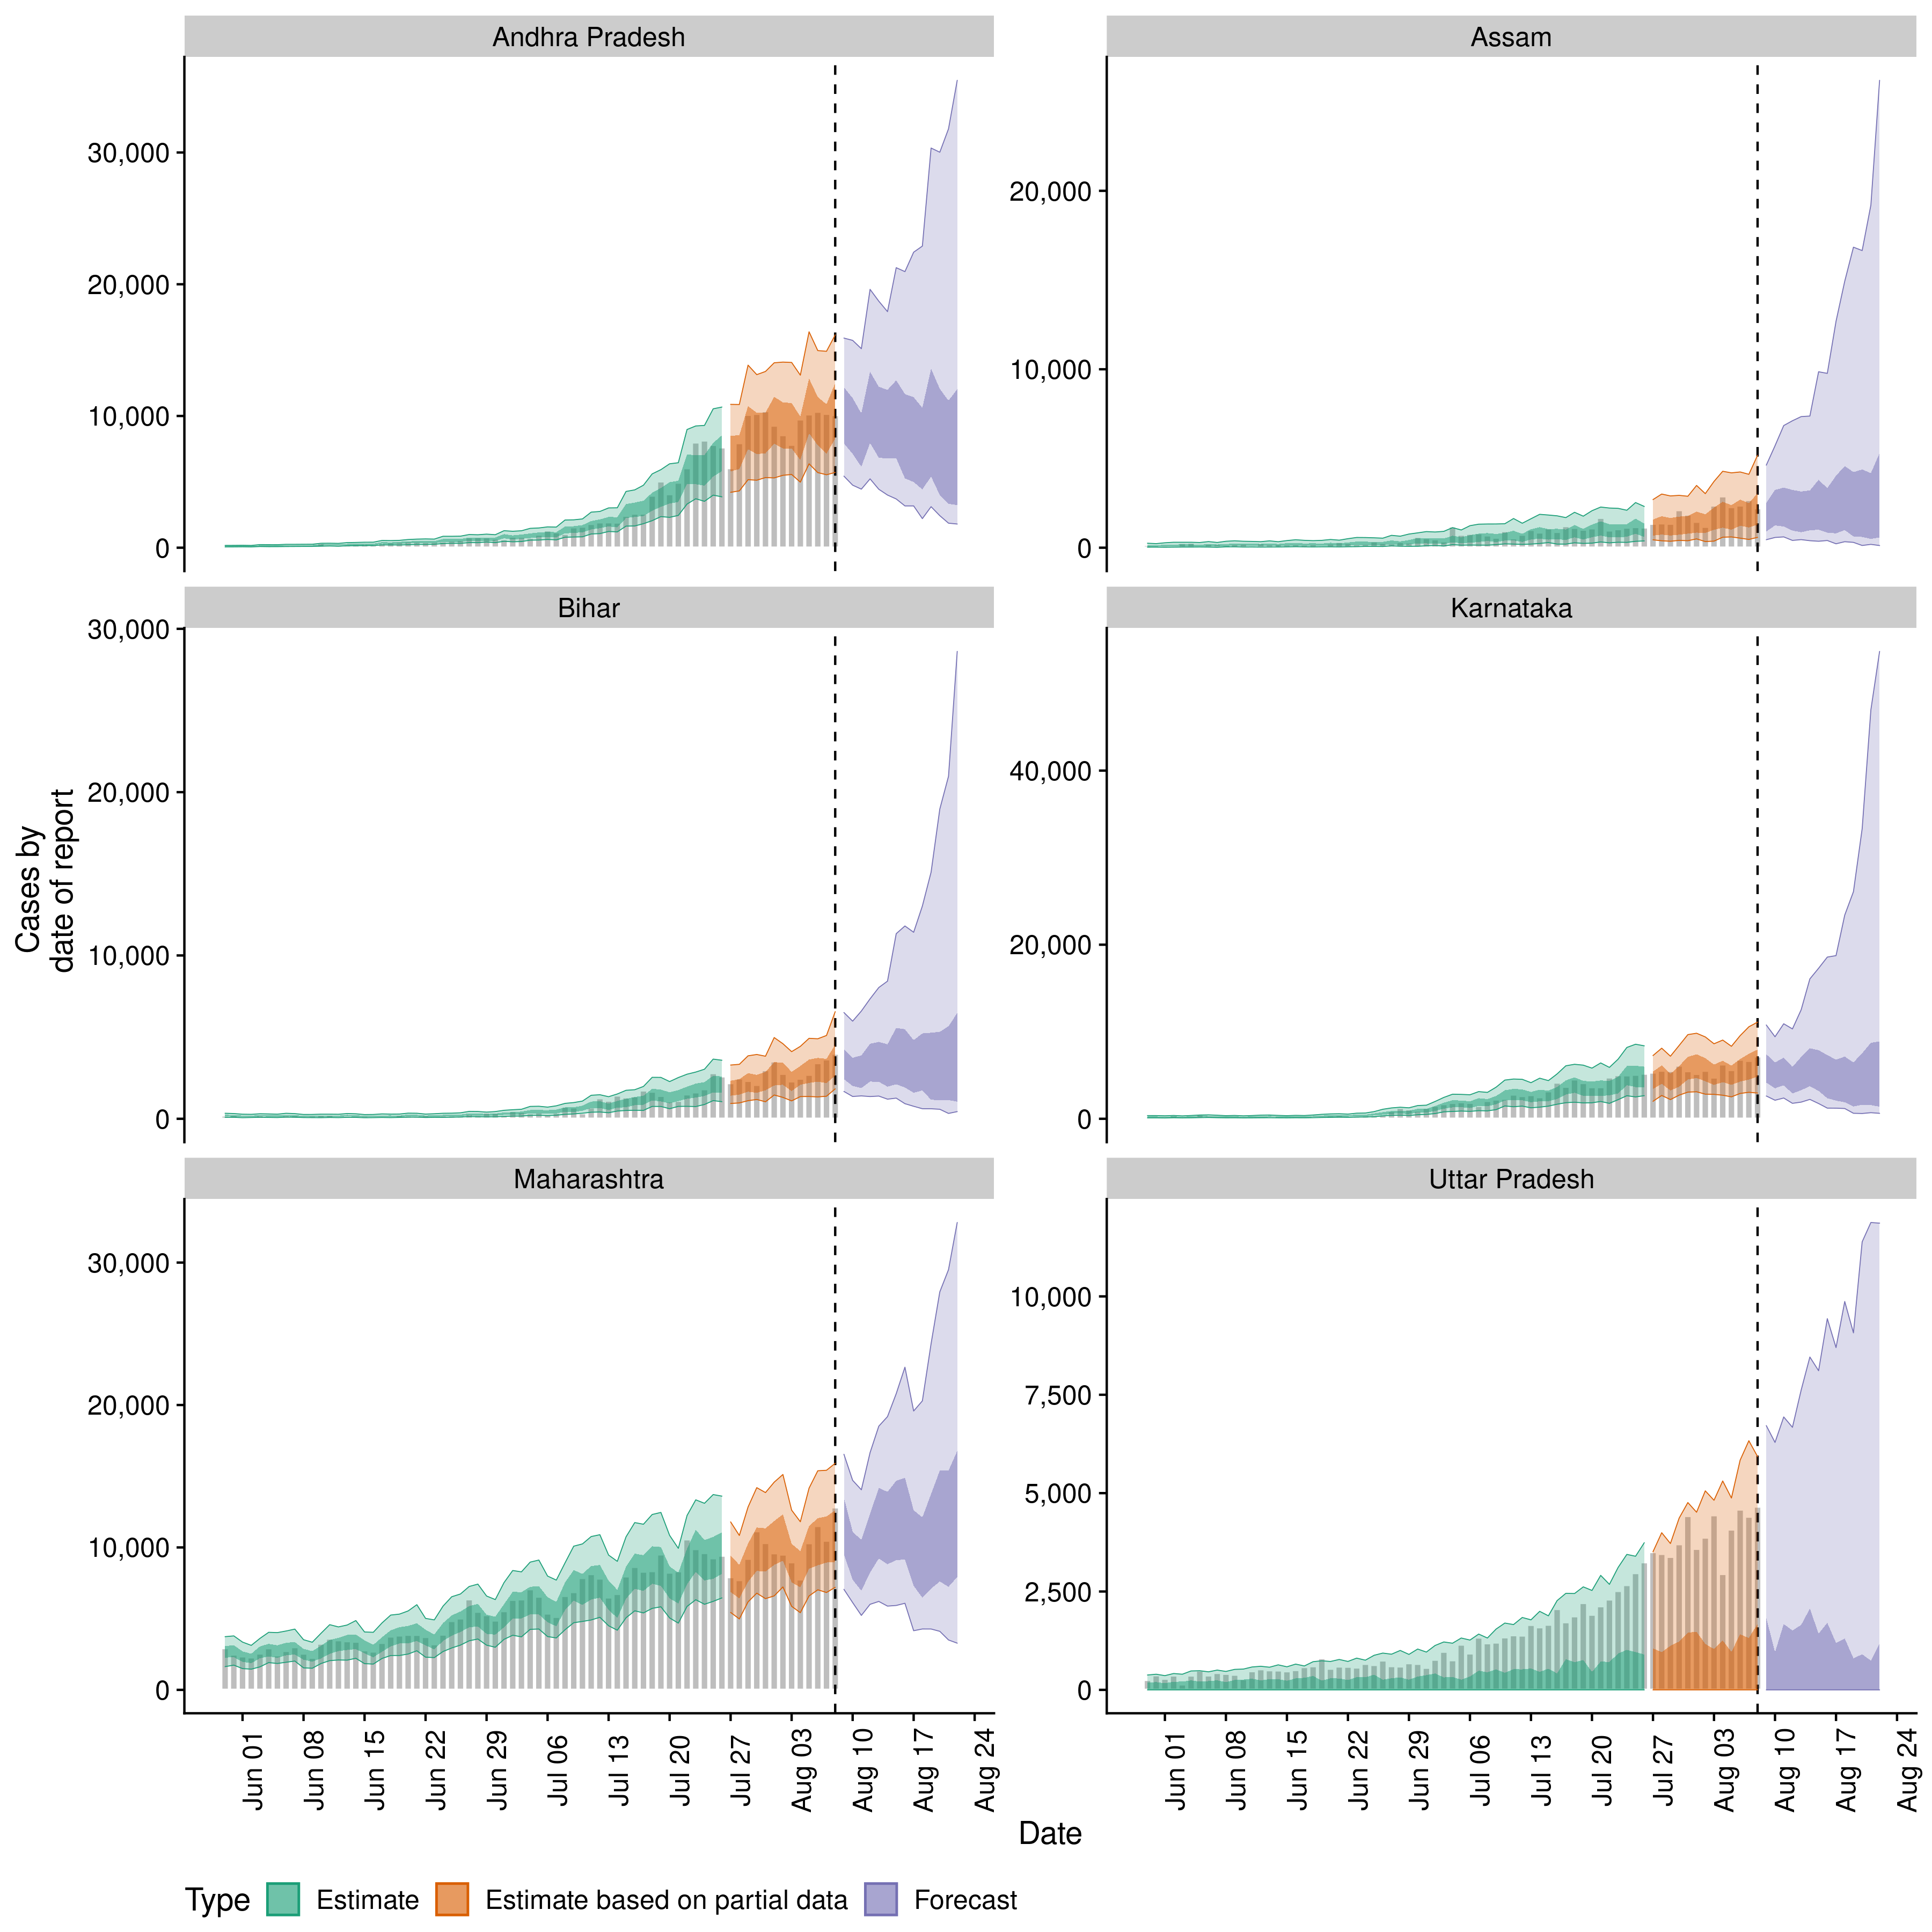 Andhra Pradesh
Assam
30,000
20,000
10,000
0
20,000
10,000
0
Bihar
Karnataka
30,000
20,000
10,000
0
40,000
20,000
0
Cases by
date of report
Maharashtra
Uttar Pradesh
30,000
20,000
10,000
0
10,000
7,500
5,000
2,500
0
Jun 01
Jun 08
Jun 15
Jun 22
Jun 29
Jul 06
Jul 13
Jul 20
Jul 27
Aug 03
Aug 10
Aug 17
Aug 24
Jun 01
Jun 08
Jun 15
Jun 22
Jun 29
Jul 06
Jul 13
Jul 20
Jul 27
Aug 03
Aug 10
Aug 17
Aug 24
Date
Type Estimate Estimate based on partial data Forecast